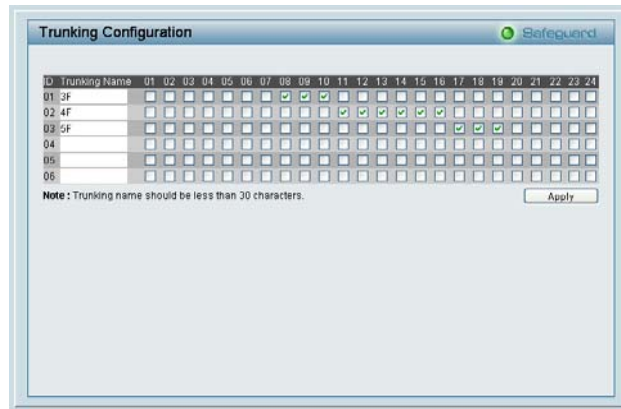 Trunking Configuration
Safeguard
ID Trunking Name 01 02 03 04 05 06 07 08 09 10 11 12 13 14 15 16 17 18 19 20 21 22 23 24
01 3F
02 4F
03 5F
04
05
06
Note : Trunking name should be less than 30 characters.
Apply